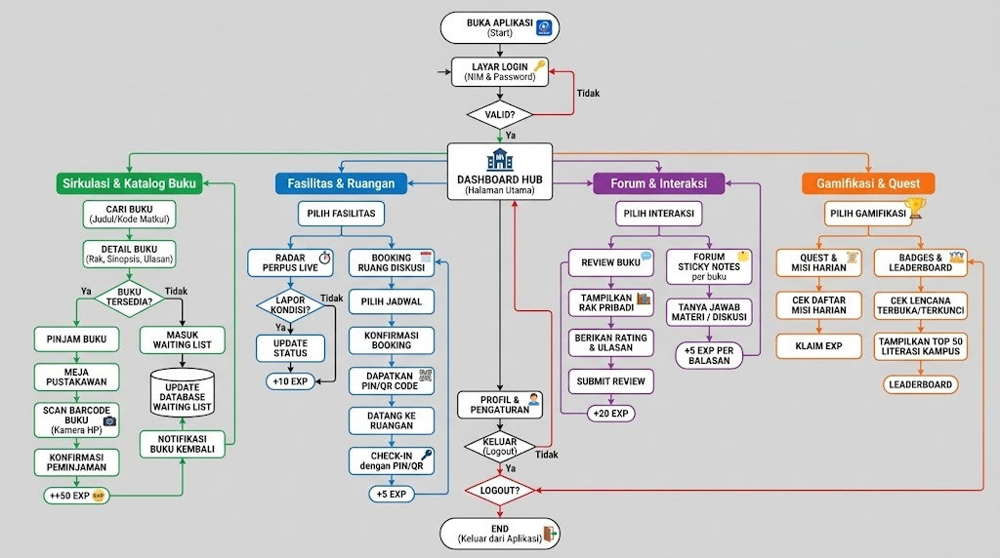 BUKA APLIKASI
(Start)
LAYAR LOGIN
(NIM & Password)
Tidak
VALID?
Ya
DASHBOARD HUB
(Halaman Utama)
Sirkulasi & Katalog Buku
CARI BUKU
(Judul/Kode Matkul)
DETAIL BUKU
(Rak, Sinopsis, Ulasan)
Ya
Tidak
BUKU
TERSEDIA?
PINJAM BUKU
MEJA
PUSTAKAWAN
SCAN BARCODE
BUKU
(Kamera HP)
KONFIRMASI
PEMINJAMAN
++50 EXP
EXP
MASUK
WAITING LIST
UPDATE
DATABASE
WAITING LIST
NOTIFIKASI
BUKU KEMBALI
Fasilitas & Ruangan
PILIH FASILITAS
RADAR
PERPUS LIVE
LAPOR
KONDISI?
Tidak
Ya
UPDATE
STATUS
+10 EXP
BOOKING
RUANG DISKUSI
PILIH JADWAL
KONFIRMASI
BOOKING
DAPATKAN
PIN/QR CODE
DATANG KE
RUANGAN
CHECK-IN
dengan PIN/QR
+5 EXP
PROFIL &
PENGATURAN
KELUAR
(Logout)
Tidak
Ya
LOGOUT?
END
(Keluar dari Aplikasi)
Forum & Interaksi
PILIH INTERAKSI
REVIEW BUKU
TAMPILKAN
RAK PRIBADI
BERIKAN RATING
& ULASAN
SUBMIT REVIEW
+20 EXP
FORUM
STICKY NOTES
per buku
TANYA JAWAB
MATERI / DISKUSI
+5 EXP PER
BALASAN
Gamifikasi & Quest
PILIH GAMIFIKASI
QUEST &
MISI HARIAN
CEK DAFTAR
MISI HARIAN
KLAIM EXP
BADGES &
LEADERBOARD
CEK LENCANA
TERBUKA/TERKUNCI
TAMPILKAN TOP 50
LITERASI KAMPUS
LEADERBOARD